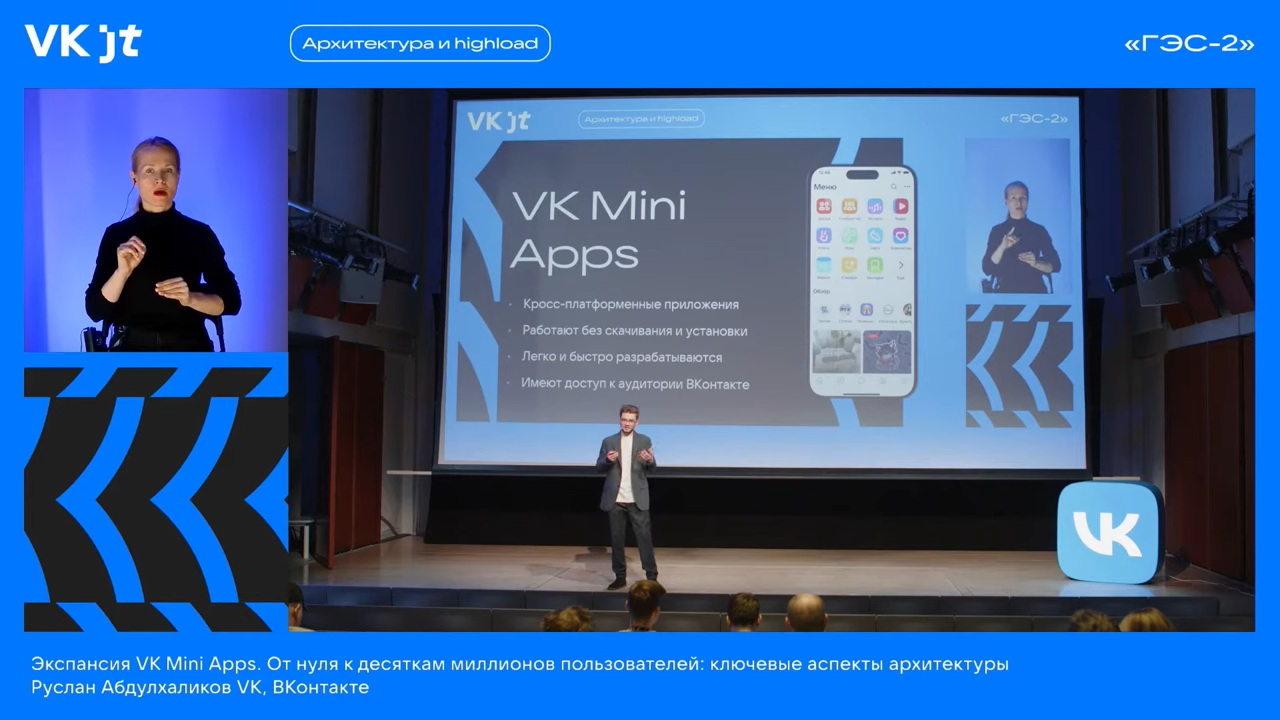 VK JT
Архитектура и highload
«ГЭС-2»
VK JT
Архитектура и highload
«ГЭС-2»
VK Mini
Apps
Меню
Обзор
· Кросс-платформенные приложения
· Работают без скачивания и установки
· Легко и быстро разрабатываются
· Имеют доступ к аудитории ВКонтакте
VK
Экспансия VK Mini Apps. От нуля к десяткам миллионов пользователей: ключевые аспекты архитектуры
Руслан Абдулхаликов VK, ВКонтакте